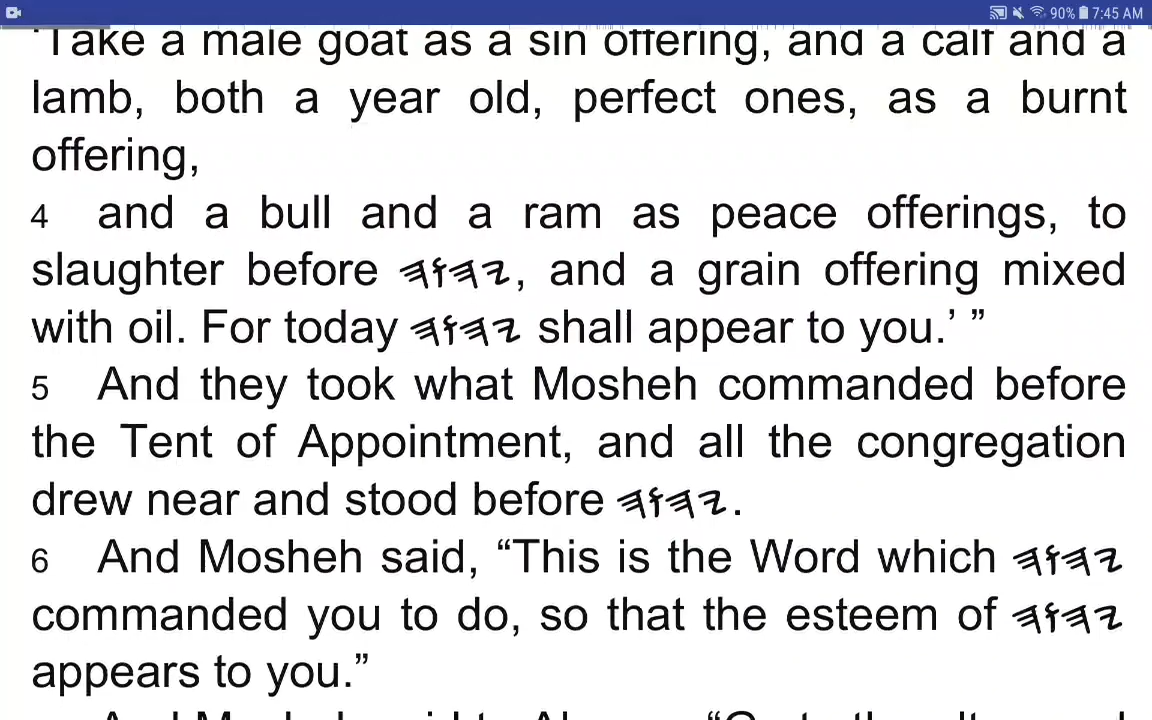 90% 7:45 AM
‘Take a male goat as a sin offering, and a calf and a
lamb, both a year old, perfect ones, as a burnt
offering,
4 and a bull and a ram as peace offerings, to
slaughter before 𐤉𐤄𐤅𐤄, and a grain offering mixed
with oil. For today 𐤉𐤄𐤅𐤄 shall appear to you.’ ”
5 And they took what Mosheh commanded before
the Tent of Appointment, and all the congregation
drew near and stood before 𐤉𐤄𐤅𐤄.
6 And Mosheh said, “This is the Word which 𐤉𐤄𐤅𐤄
commanded you to do, so that the esteem of 𐤉𐤄𐤅𐤄
appears to you.”